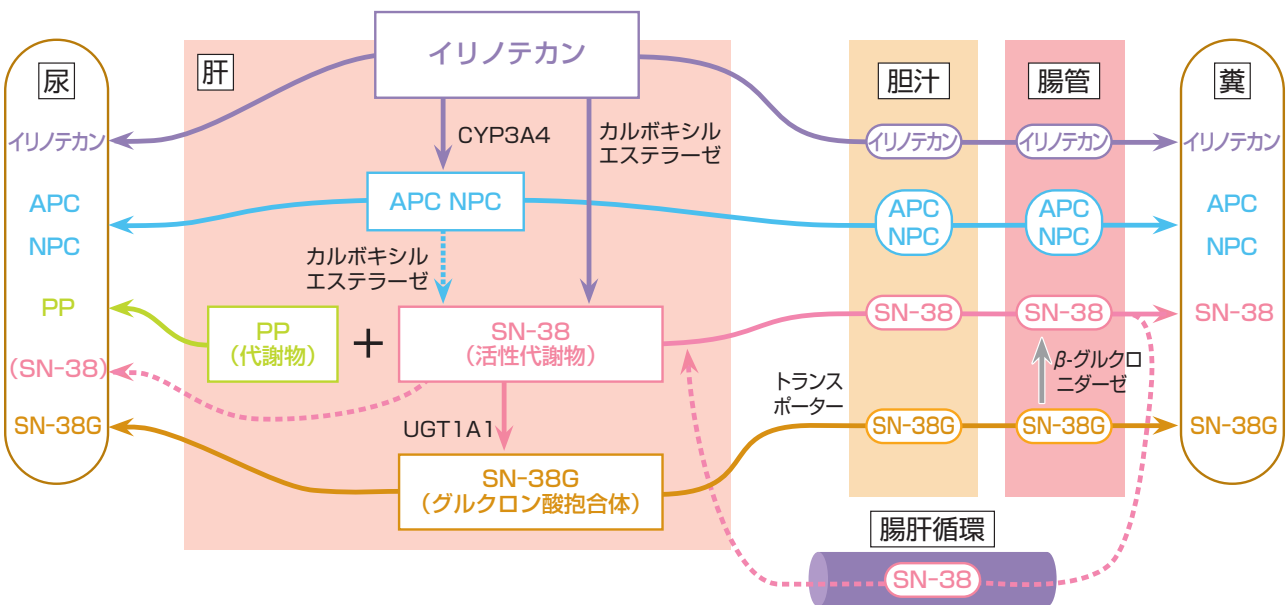 尿
イリノテカン
APC
NPC
PP
(SN-38)
SN-38G
肝
イリノテカン
CYP3A4
カルボキシル
エステラーゼ
APC NPC
カルボキシル
エステラーゼ
PP
（代謝物）
+
SN-38
（活性代謝物）
UGT1A1
SN-38G
（グルクロン酸抱合体）
トランス
ポーター
胆汁
イリノテカン
APC
NPC
SN-38
SN-38G
腸管
イリノテカン
APC
NPC
SN-38
β-グルクロ
ニダーゼ
SN-38G
腸肝循環
SN-38
糞
イリノテカン
APC
NPC
SN-38
SN-38G